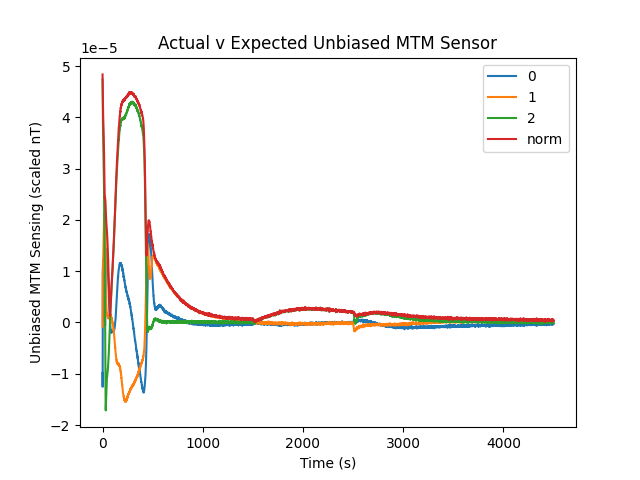 Actual v Expected Unbiased MTM Sensor
1e−5
5
4
3
2
1
0
−1
−2
Unbiased MTM Sensing (scaled nT)
0
1
2
norm
0 1000 2000 3000 4000
Time (s)